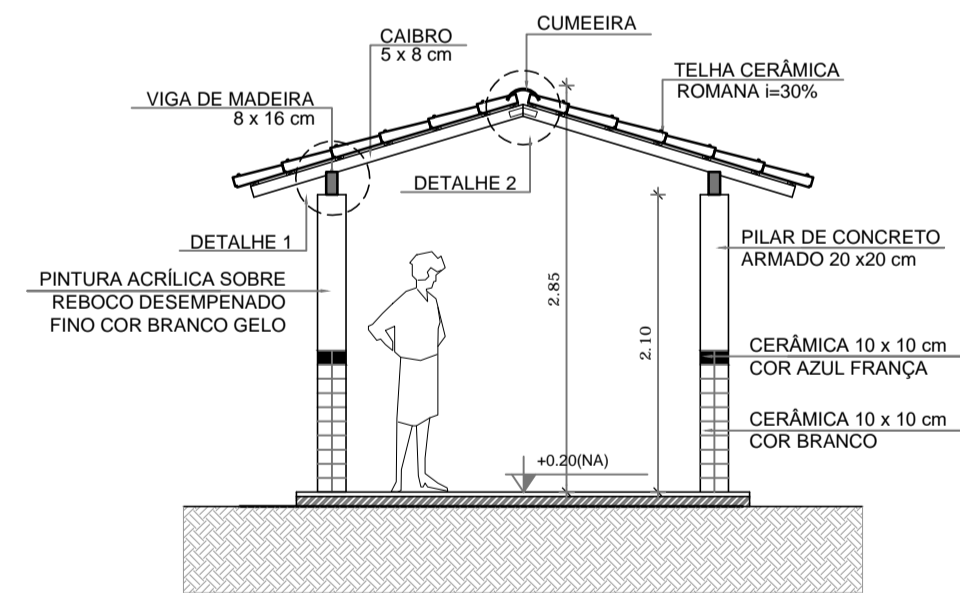 CUMEEIRA
CAIBRO
5 x 8 cm
TELHA CERÂMICA
ROMANA i=30%
VIGA DE MADEIRA
8 x 16 cm
DETALHE 2
DETALHE 1
PILAR DE CONCRETO
ARMADO 20 x20 cm
PINTURA ACRÍLICA SOBRE
REBOCO DESEMPENADO
FINO COR BRANCO GELO
2.85
2.10
CERÂMICA 10 x 10 cm
COR AZUL FRANÇA
CERÂMICA 10 x 10 cm
COR BRANCO
+0.20(NA)